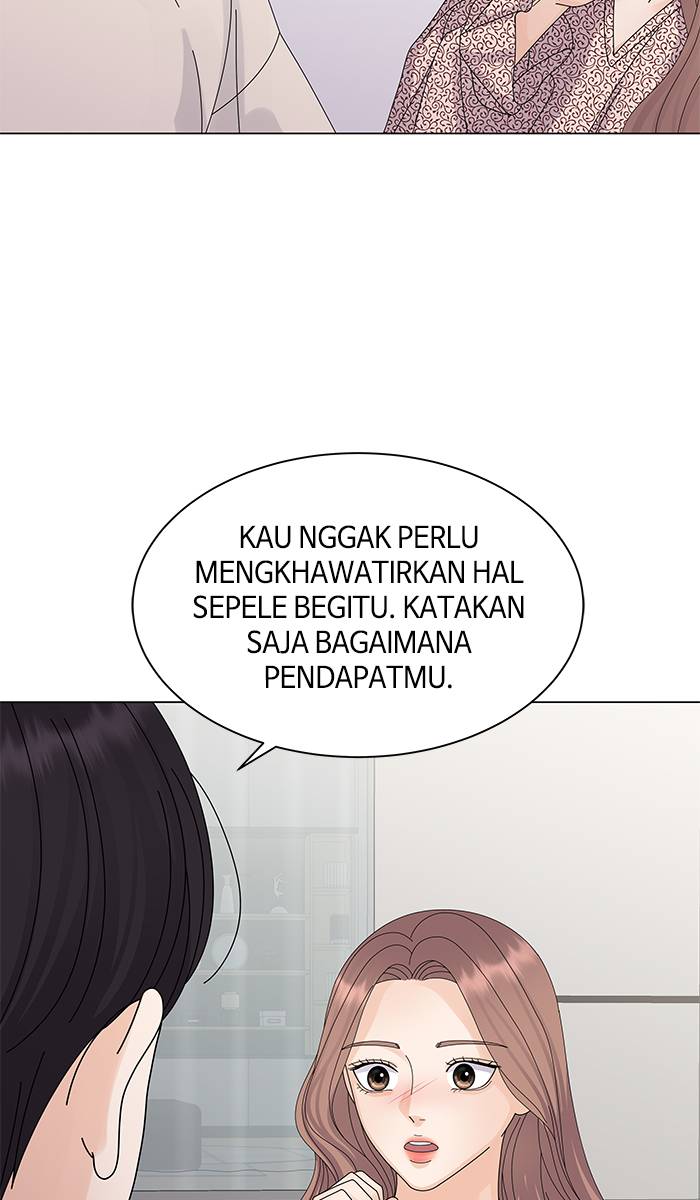 KAU NGGAK PERLU
MENGKHAWATIRKAN HAL
SEPELE BEGITU. KATAKAN
SAJA BAGAIMANA
PENDAPATMU.